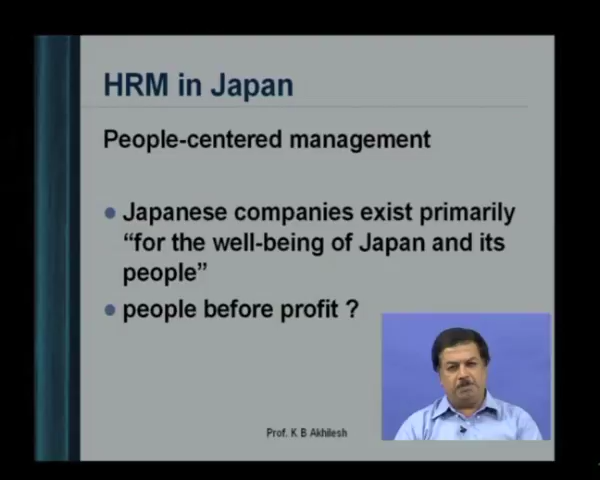 HRM in Japan
People-centered management
Japanese companies exist primarily
“for the well-being of Japan and its
people”
people before profit ?
Prof. K B Akhilesh